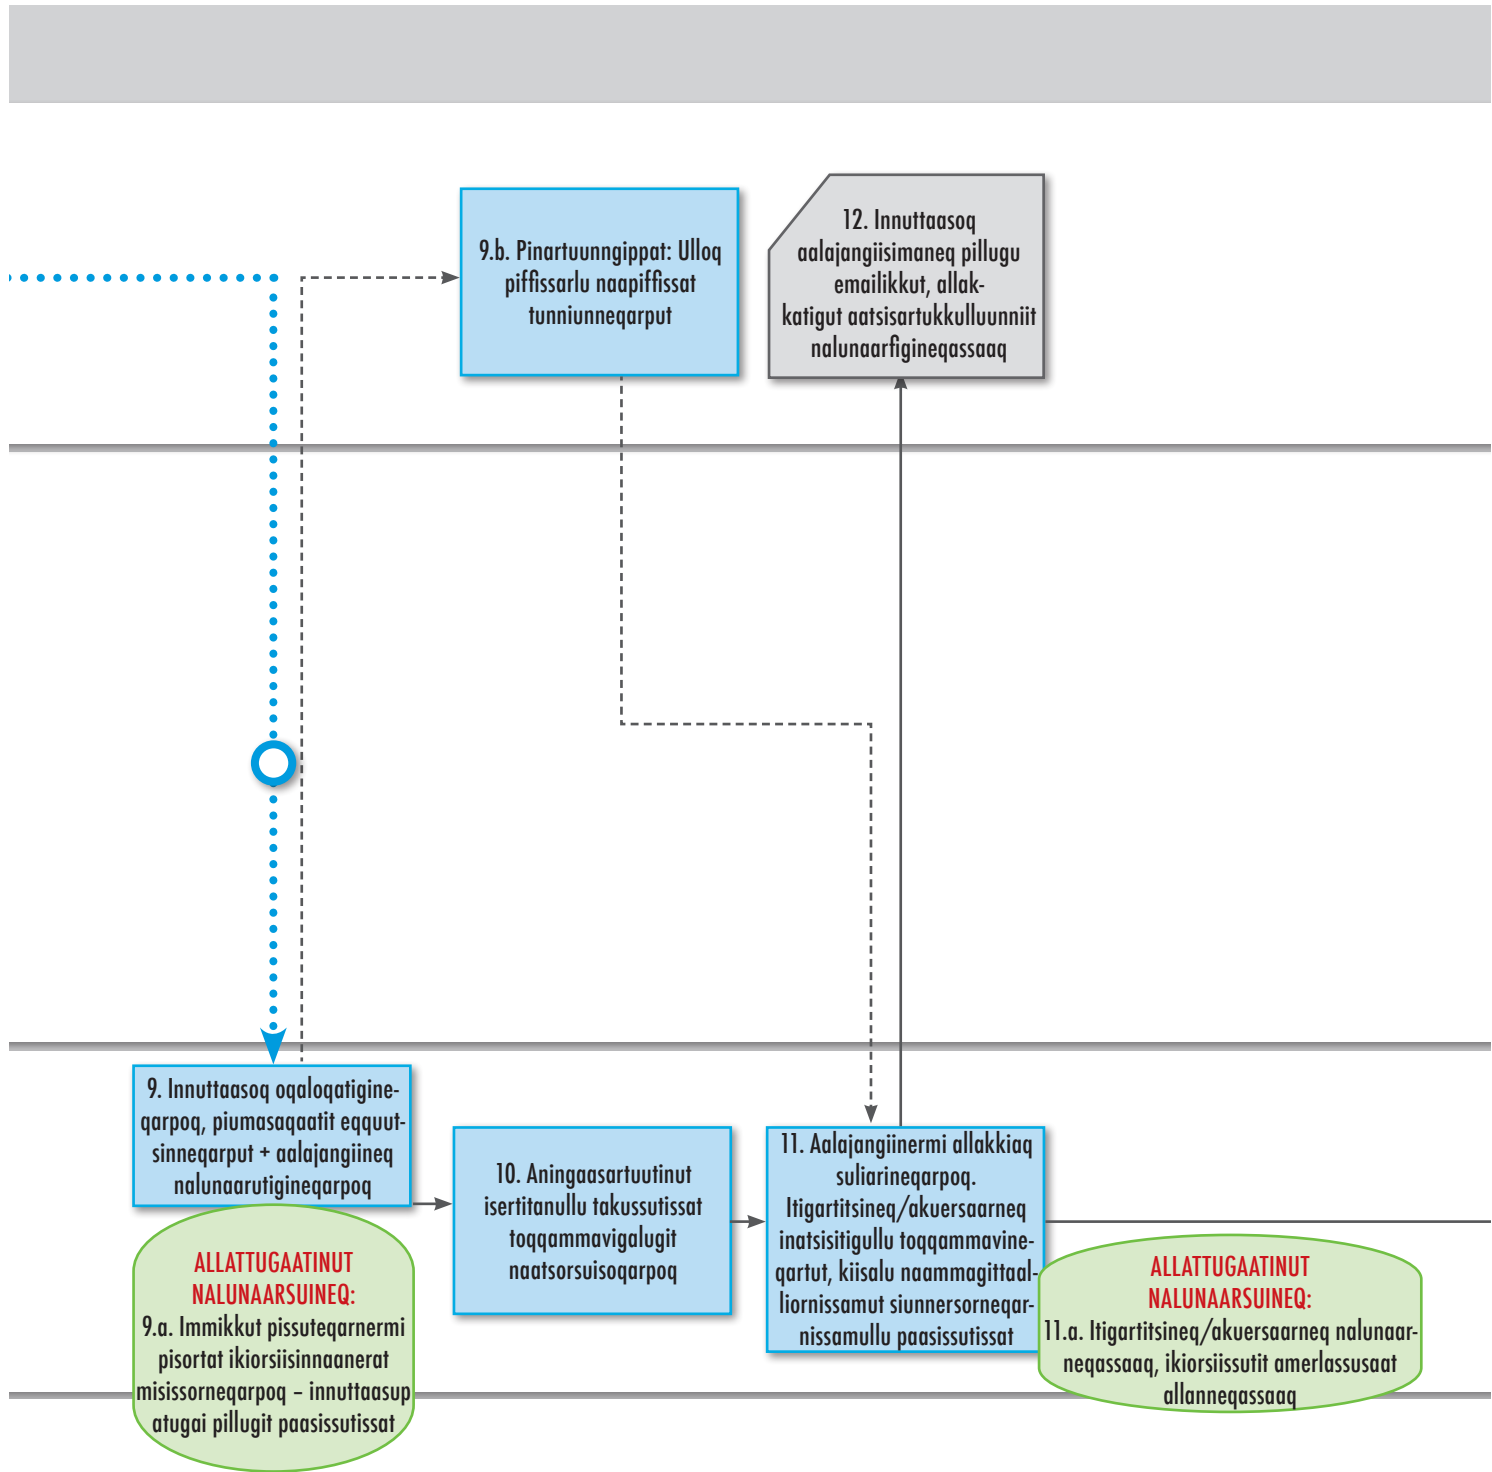 9.b. Pinartuunngippat: Ulloq
piffissarlu naapiffissat
tunniunneqarput
12. Innuttaasoq
aalajangiisimaneq pillugu
emailikkut, allak-
katigut aatsisartukkulluunniit
nalunaarfigineqassaaq
9. Innuttaasoq oqaloqatigine-
qarpoq, piumasaqaatit eqquut-
sinneqarput + aalajangiineq
nalunaarutigineqarpoq
10. Aningaasartuutinut
isertitanullu takussutissat
toqqammavigalugit
naatsorsuisoqarpoq
11. Aalajangiinermi allakkiaq
suliarineqarpoq.
Itigartitsineq/akuersaarneq
inatsisitigullu toqqammavine-
qartut, kiisalu naammagittaal-
liornissamut siunnersorneqar-
nissamullu paasissutissat
ALLATTUGAATINUT
NALUNAARSUINEQ:
9.a. Immikkut pissuteqarnermi
pisortat ikiorsiisinnaanerat
misissorneqarpoq – innuttaasup
atugai pillugit paasissutissat
ALLATTUGAATINUT
NALUNAARSUINEQ:
11.a. Itigartitsineq/akuersaarneq nalunaar-
neqassaaq, ikiorsiissutit amerlassusaat
allanneqassaaq